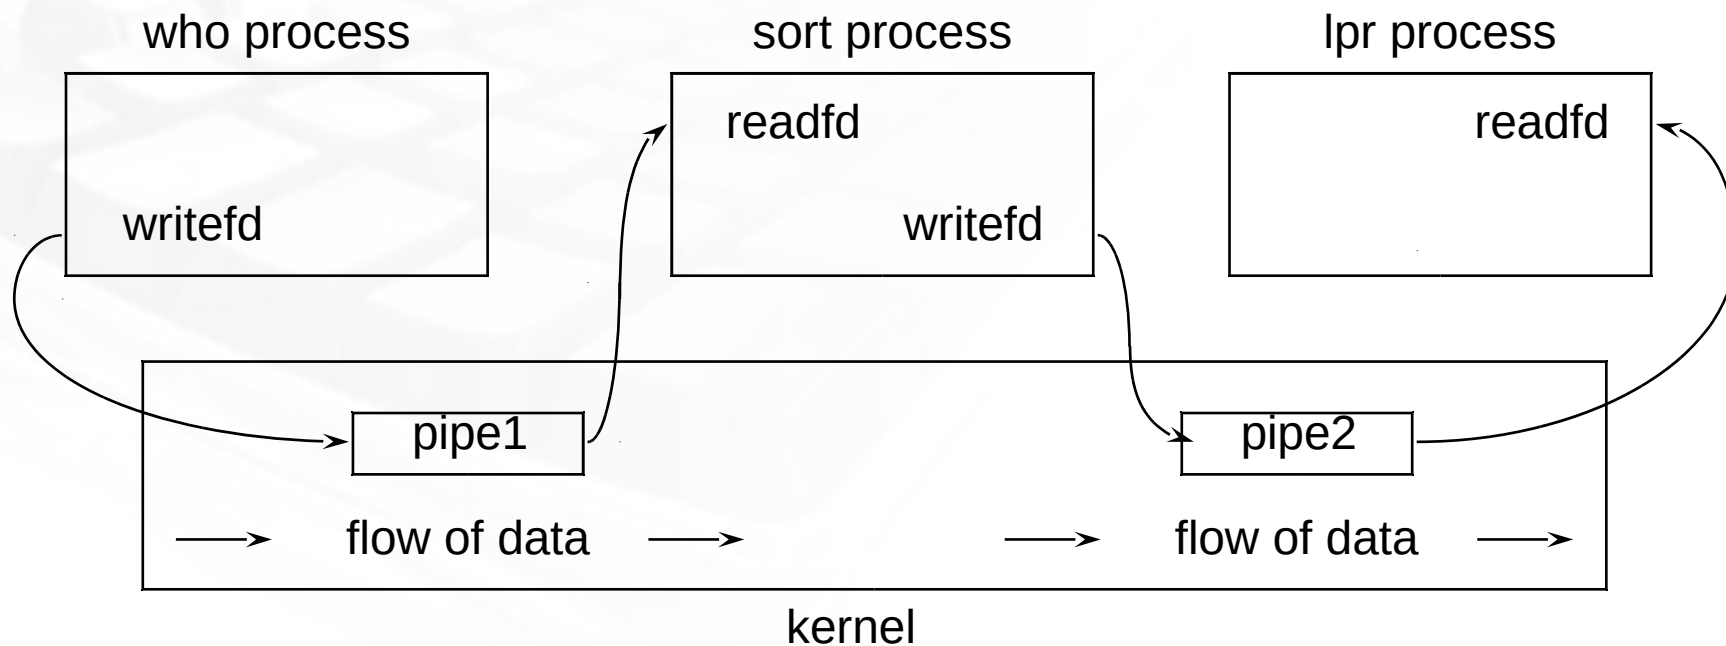 who process
sort process
lpr process
readfd
readfd
writefd
writefd
pipe1
pipe2
flow of data
flow of data
kernel